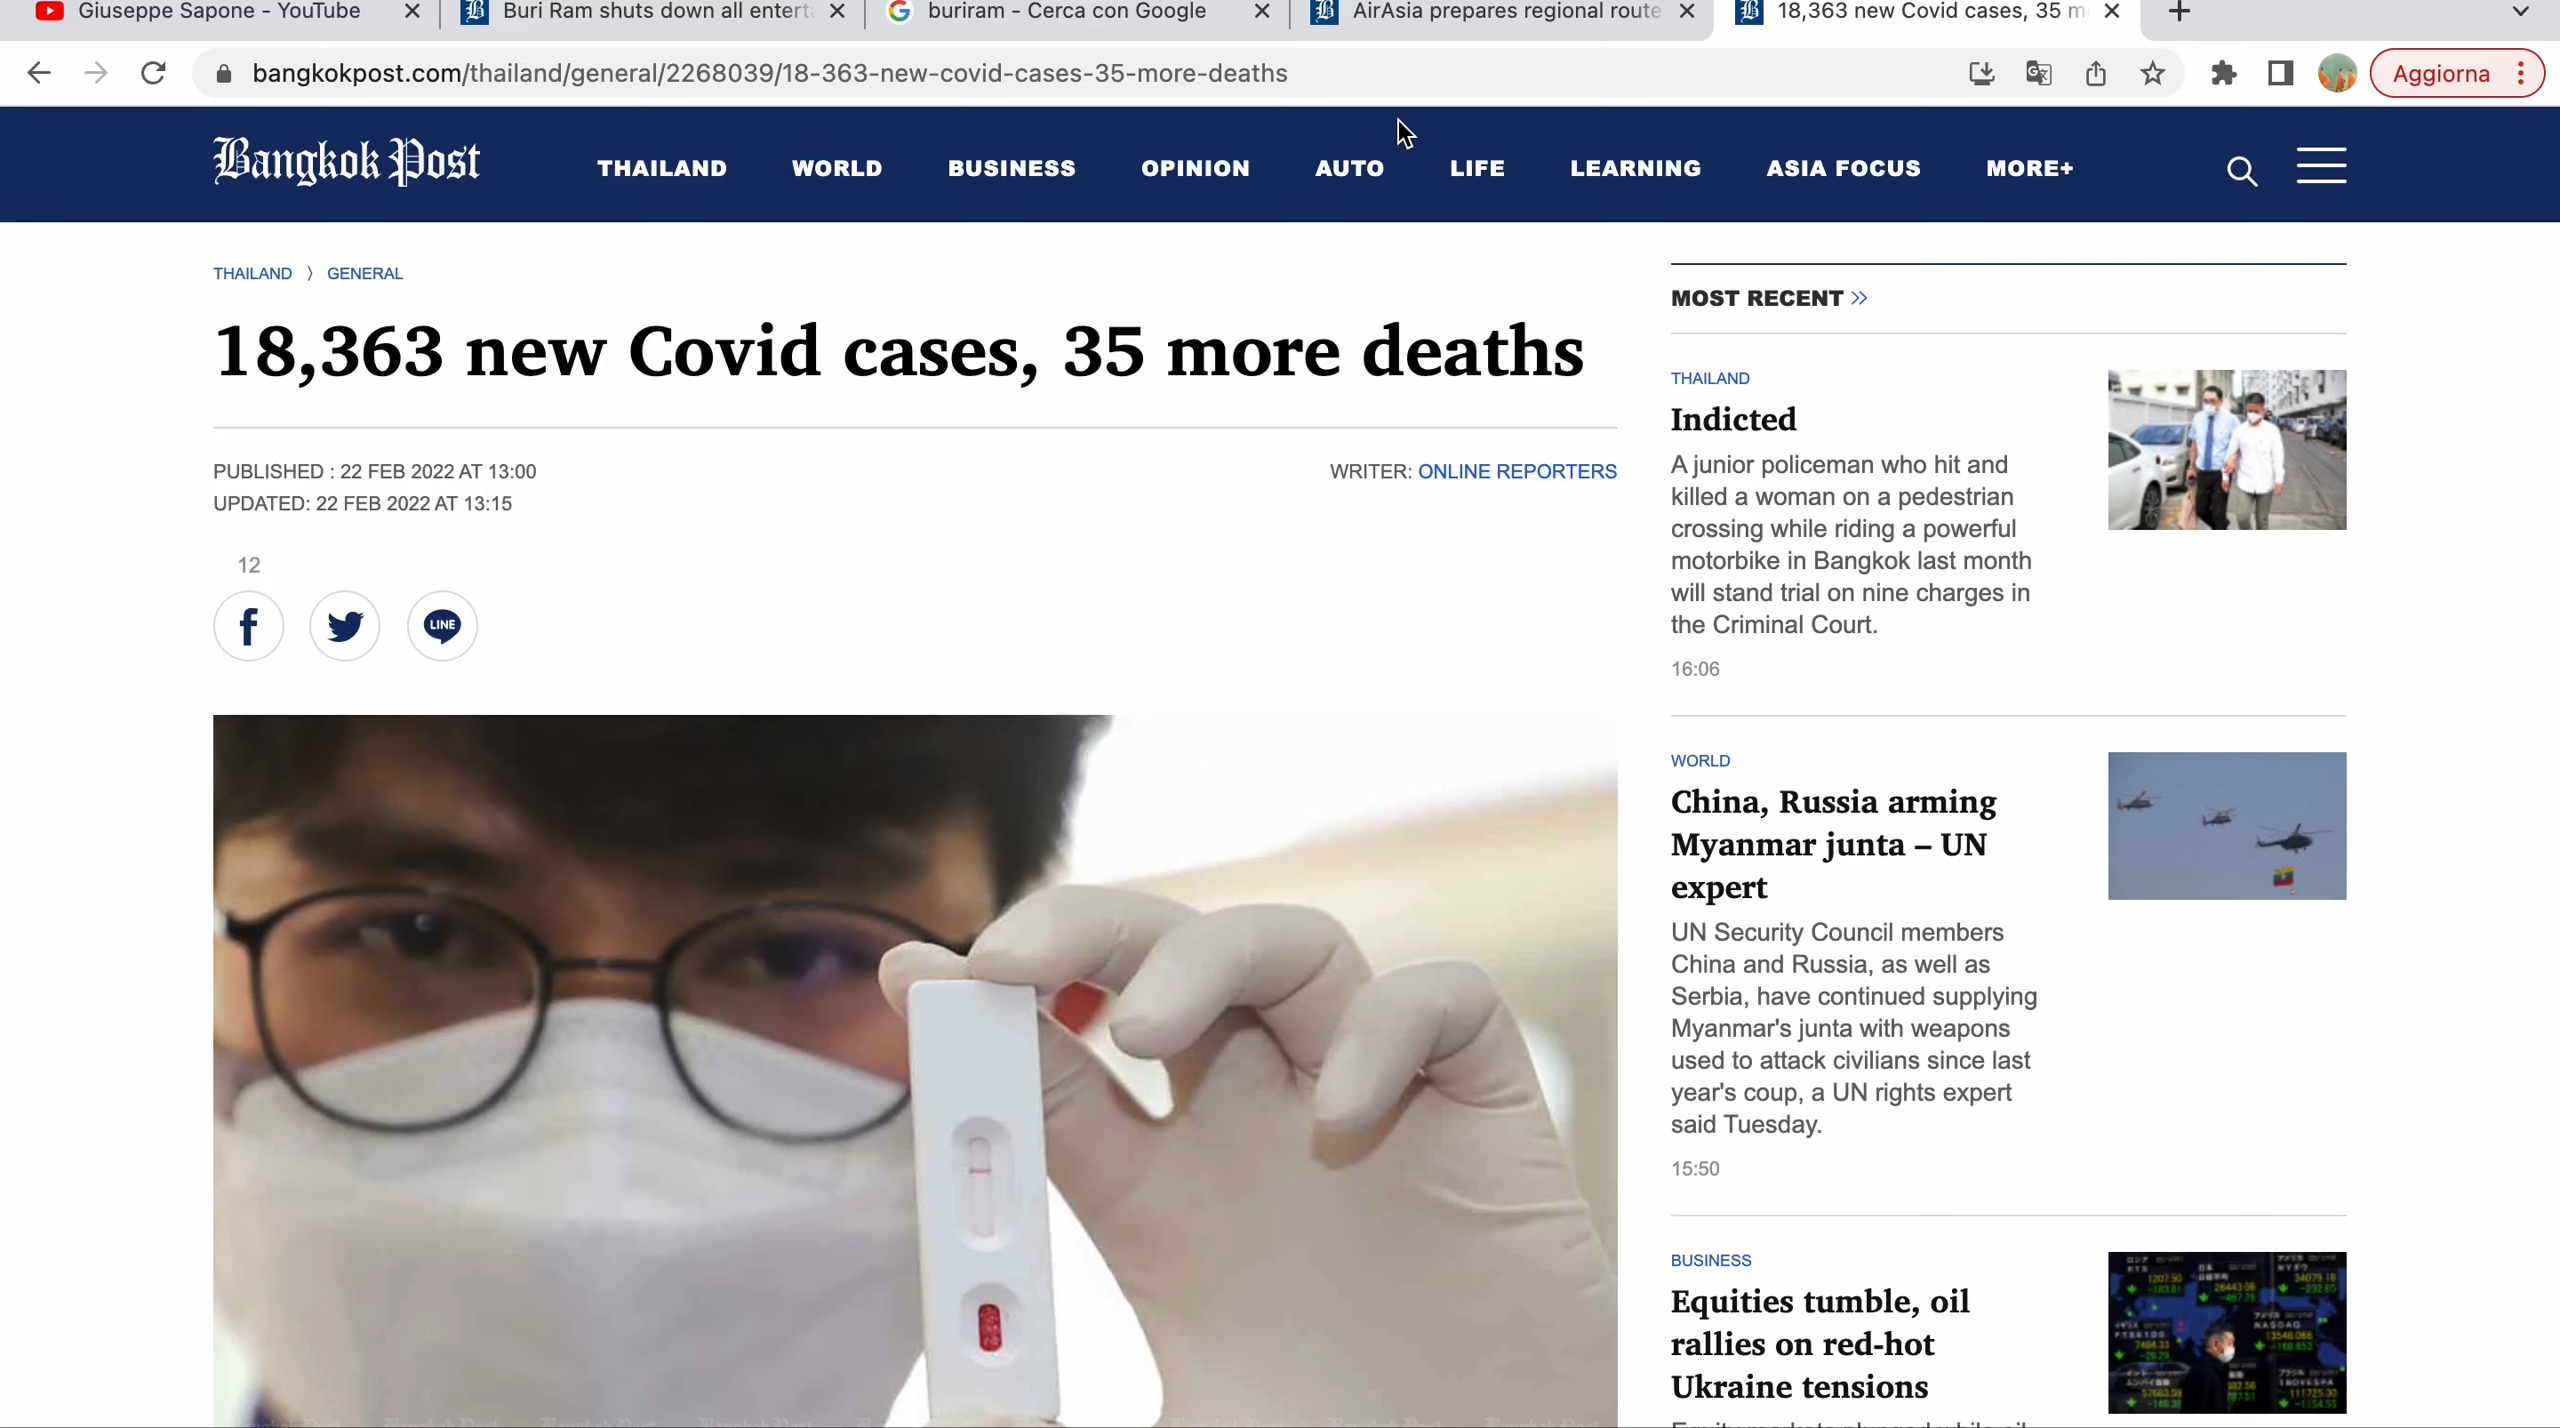 Giuseppe Sapone - YouTube
Buri Ram shuts down all entert
buriram - Cerca con Google
AirAsia prepares regional route
18,363 new Covid cases, 35 m
bangkokpost.com/thailand/general/2268039/18-363-new-covid-cases-35-more-deaths
Aggiorna
Bangkok Post
THAILAND
WORLD
BUSINESS
OPINION
AUTO
LIFE
LEARNING
ASIA FOCUS
MORE+
THAILAND 〉 GENERAL
18,363 new Covid cases, 35 more deaths
PUBLISHED : 22 FEB 2022 AT 13:00
UPDATED: 22 FEB 2022 AT 13:15
WRITER: ONLINE REPORTERS
12
LINE
MOST RECENT »
THAILAND
Indicted
A junior policeman who hit and
killed a woman on a pedestrian
crossing while riding a powerful
motorbike in Bangkok last month
will stand trial on nine charges in
the Criminal Court.
16:06
WORLD
China, Russia arming
Myanmar junta – UN
expert
UN Security Council members
China and Russia, as well as
Serbia, have continued supplying
Myanmar's junta with weapons
used to attack civilians since last
year's coup, a UN rights expert
said Tuesday.
15:50
BUSINESS
Equities tumble, oil
rallies on red-hot
Ukraine tensions